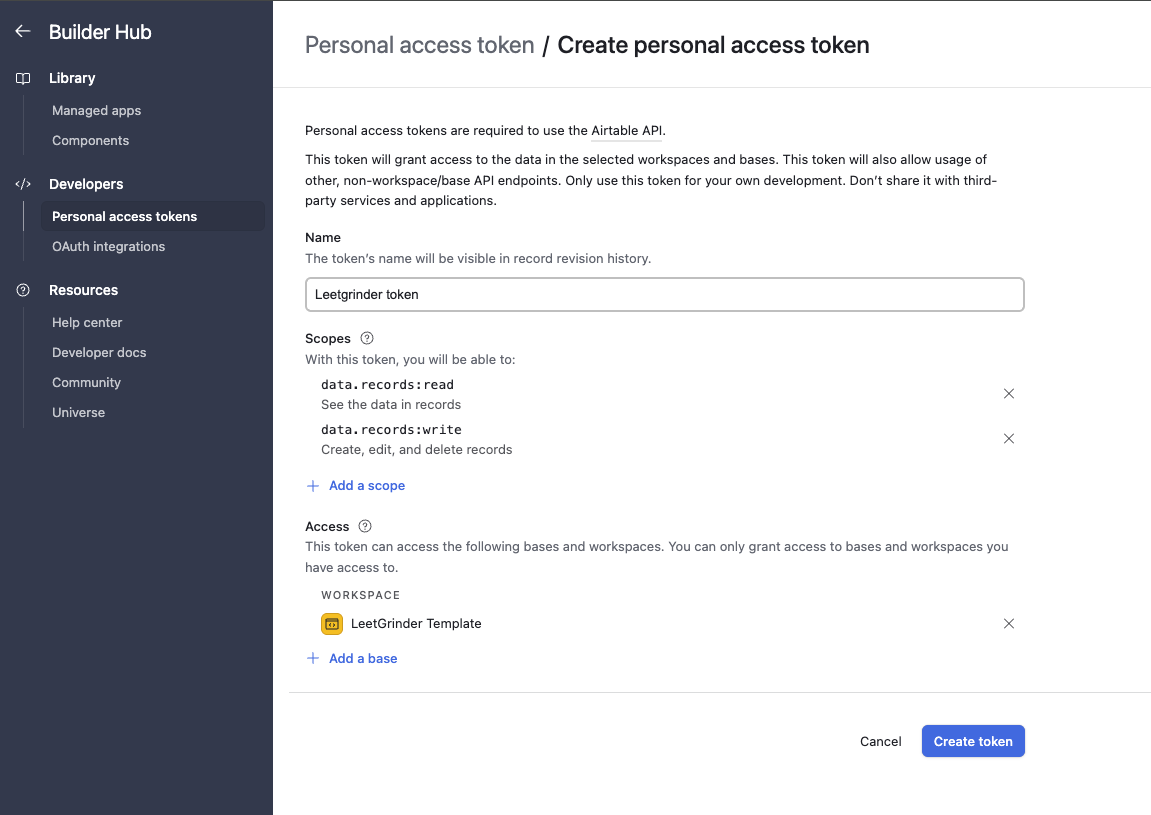 Builder Hub
Library
Managed apps
Components
Developers
Personal access tokens
OAuth integrations
Resources
Help center
Developer docs
Community
Universe
Personal access token / Create personal access token
Personal access tokens are required to use the Airtable API.
This token will grant access to the data in the selected workspaces and bases. This token will also allow usage of
other, non-workspace/base API endpoints. Only use this token for your own development. Don’t share it with third-
party services and applications.
Name
The token’s name will be visible in record revision history.
Leetgrinder token
Scopes
With this token, you will be able to:
data.records:read
See the data in records
data.records:write
Create, edit, and delete records
Add a scope
Access
This token can access the following bases and workspaces. You can only grant access to bases and workspaces you
have access to.
WORKSPACE
LeetGrinder Template
Add a base
Cancel
Create token